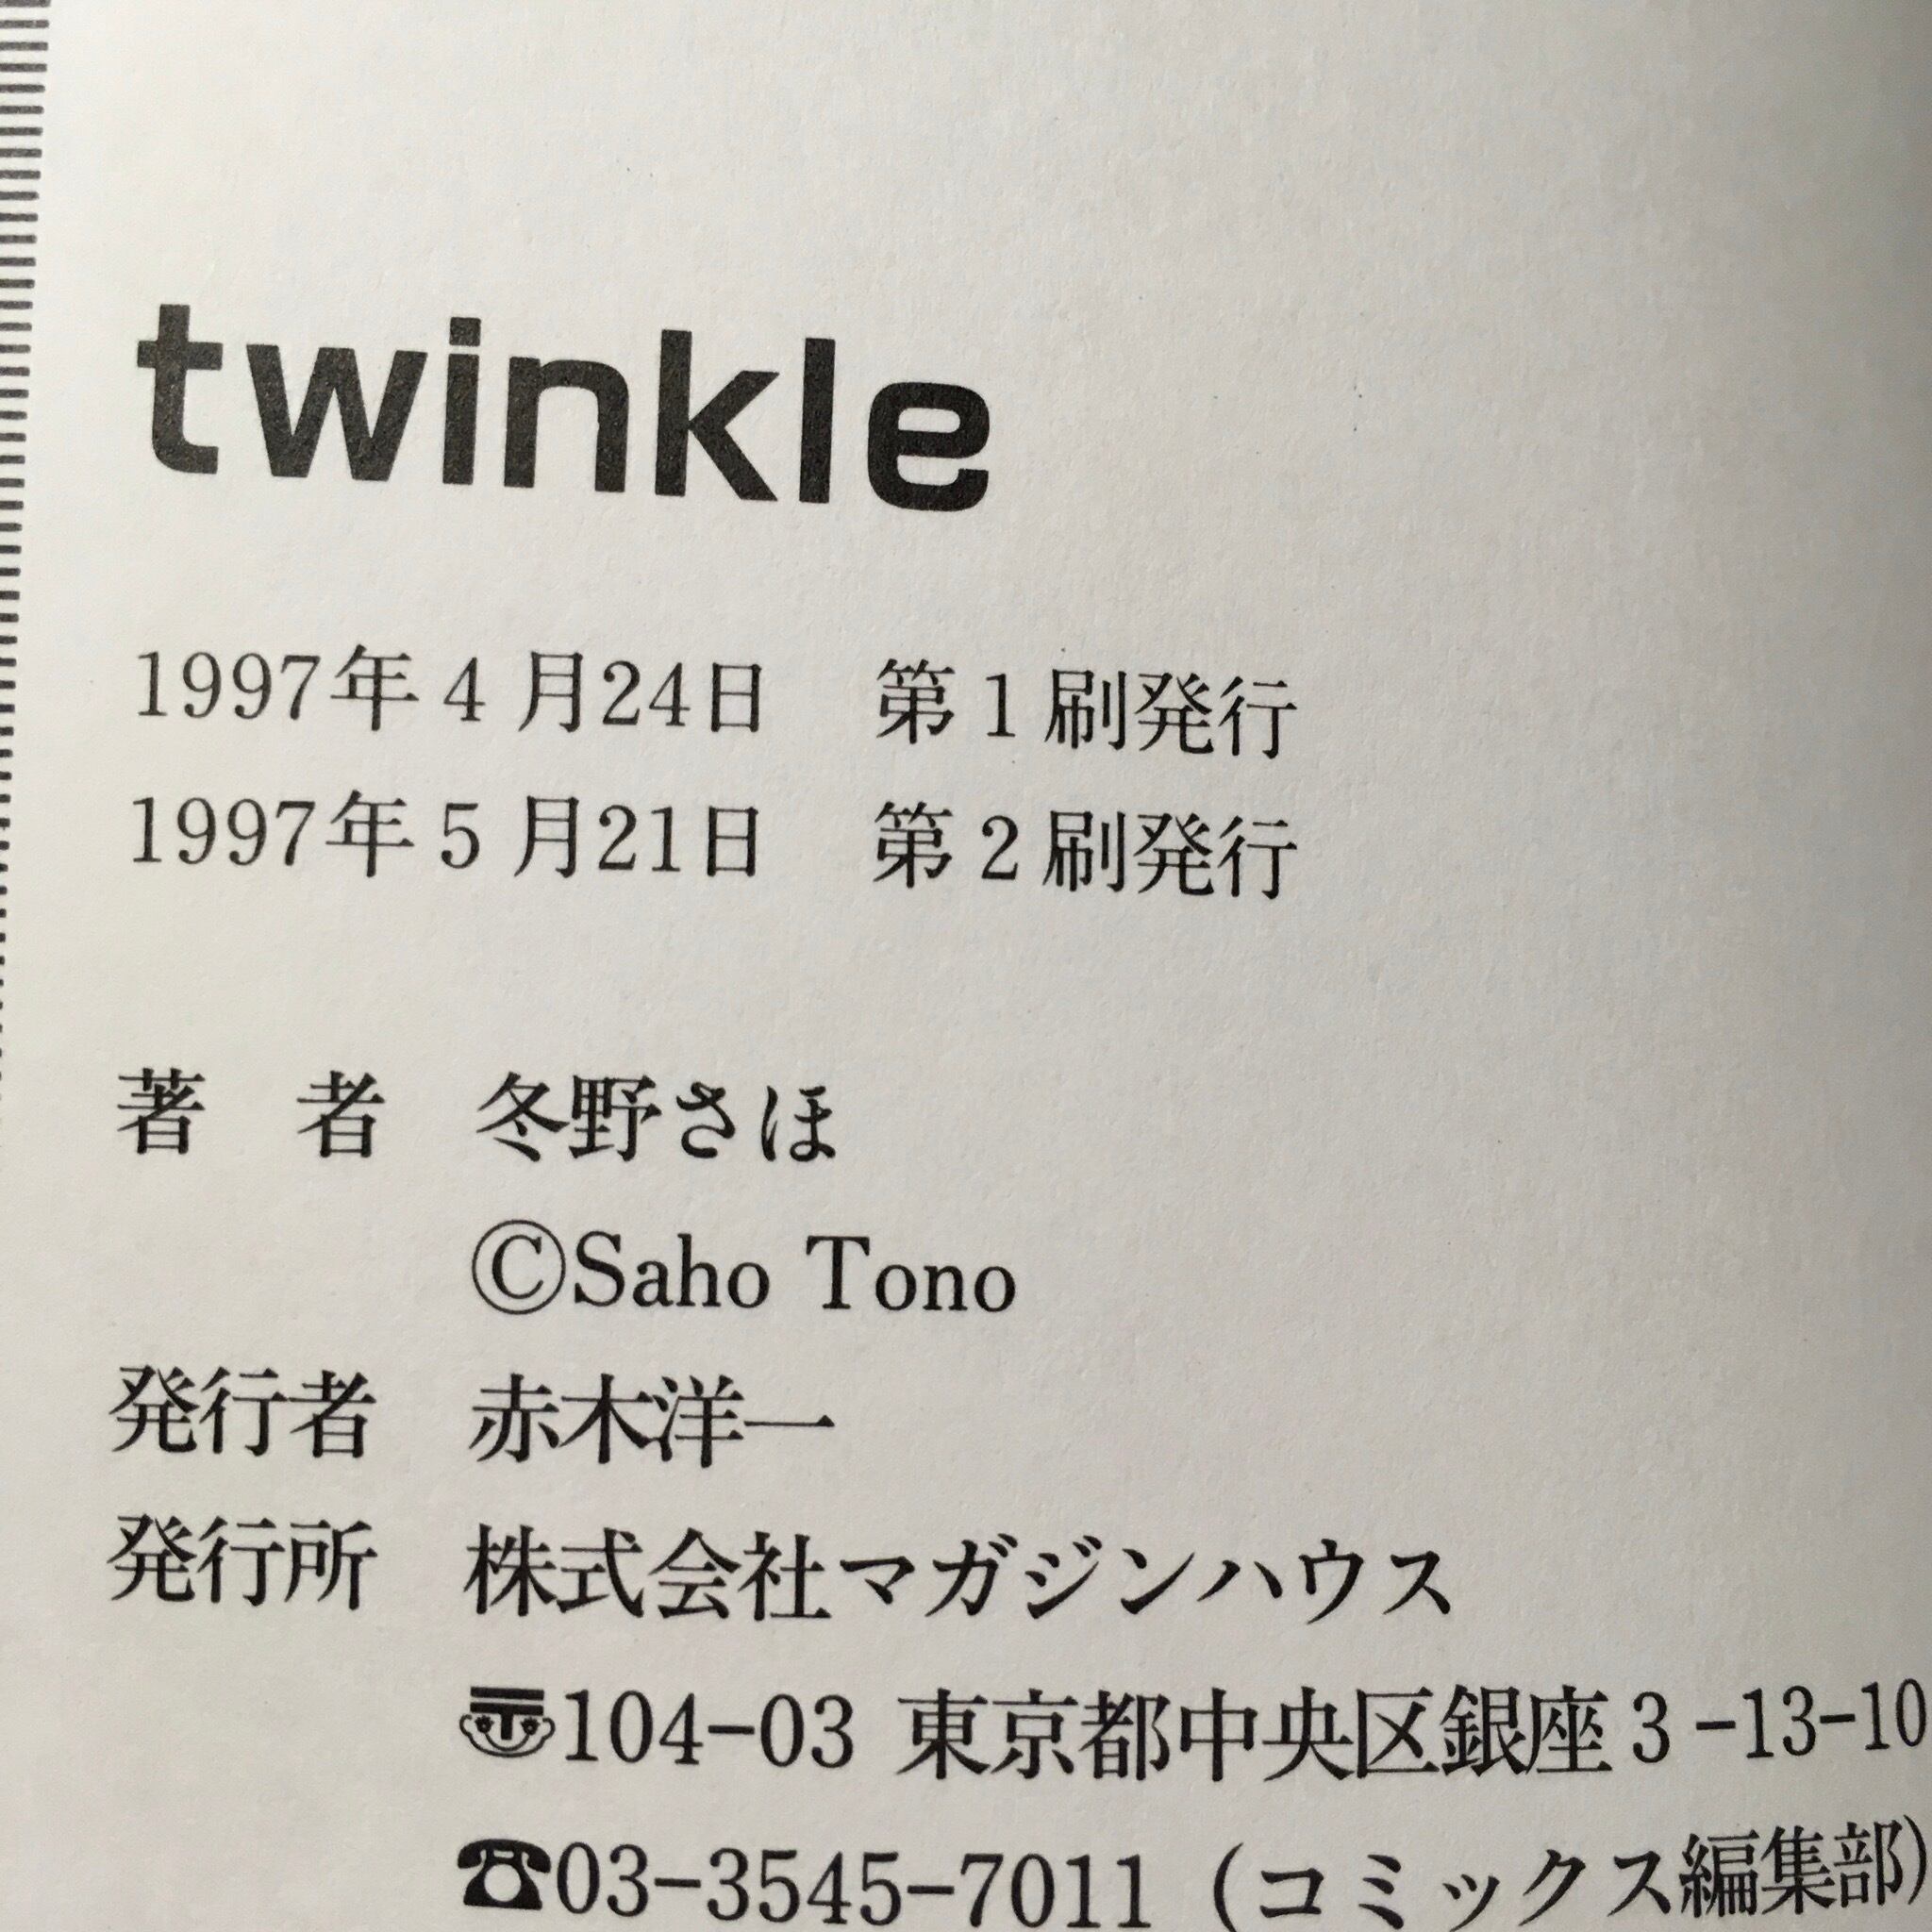 twinkle
1997年4月24日　第1刷発行
1997年5月21日　第2刷発行
著　者　冬野さほ
©Saho Tono
発行者　赤木洋一
発行所　株式会社マガジンハウス
〠104-03 東京都中央区銀座3-13-10
☎03-3545-7011（コミックス編集部）